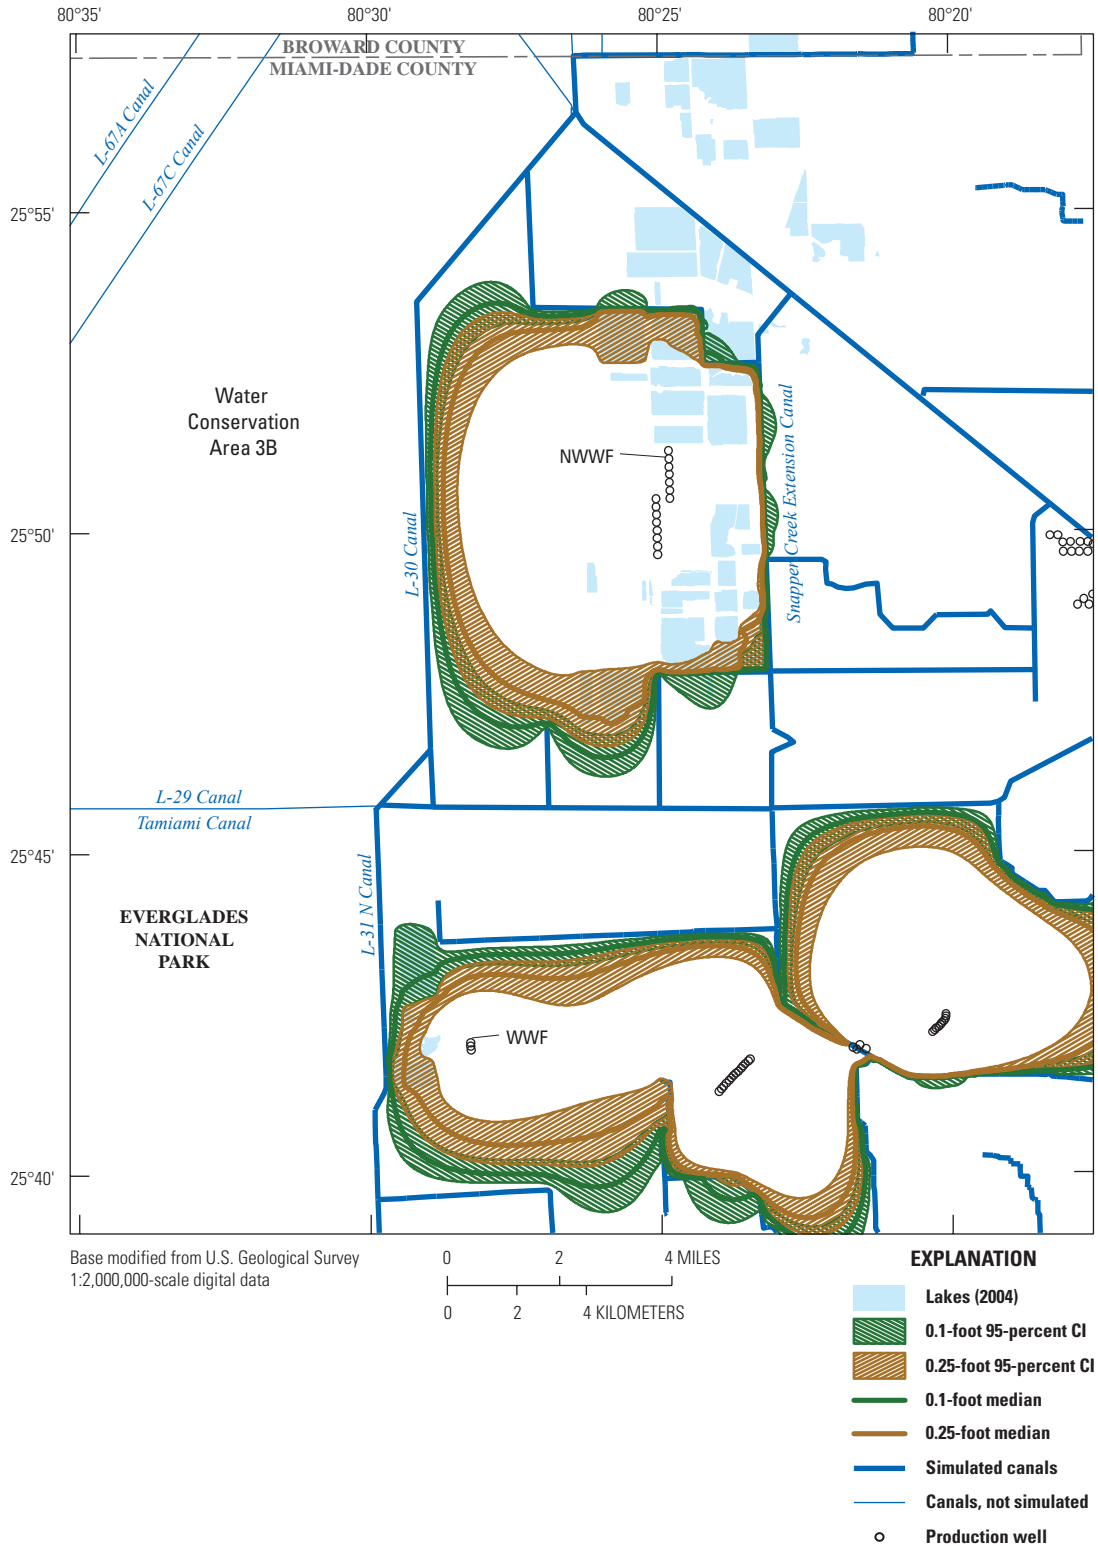 80°35'
80°30'
80°25'
80°20'
BROWARD COUNTY
MIAMI-DADE COUNTY
L-67A Canal
L-67C Canal
25°55'
Water
Conservation
Area 3B
NWWF
Snapper Creek Extension Canal
25°50'
L-30 Canal
L-29 Canal
Tamiami Canal
25°45'
L-31 N Canal
EVERGLADES
NATIONAL
PARK
WWF
25°40'
Base modified from U.S. Geological Survey
1:2,000,000-scale digital data
0 2 4 MILES
0 2 4 KILOMETERS
EXPLANATION
Lakes (2004)
0.1-foot 95-percent CI
0.25-foot 95-percent CI
0.1-foot median
0.25-foot median
Simulated canals
Canals, not simulated
Production well